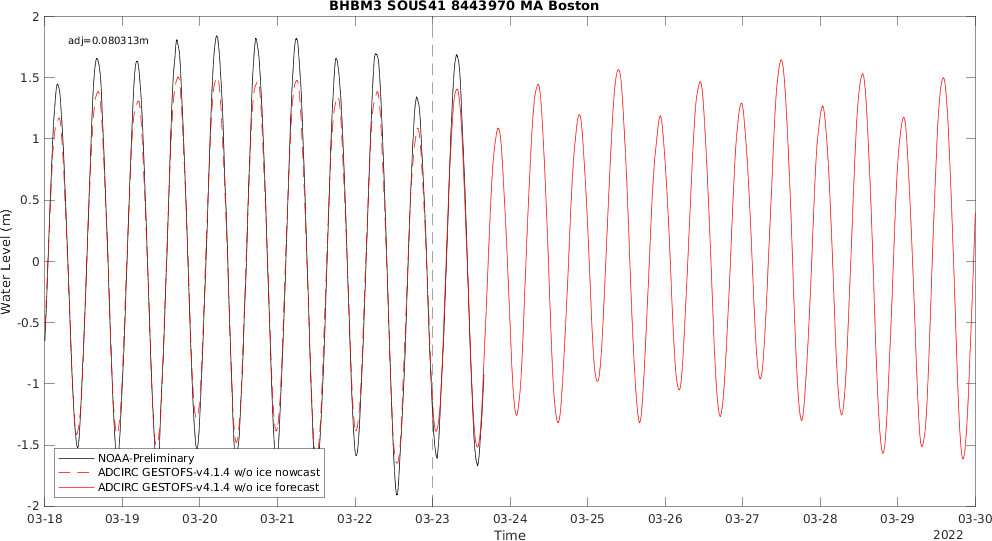 BHBM3 SOUS41 8443970 MA Boston
adj=0.080313m
2
1.5
1
0.5
0
-0.5
-1
-1.5
-2
Water Level (m)
NOAA-Preliminary
ADCIRC GESTOFS-v4.1.4 w/o ice nowcast
ADCIRC GESTOFS-v4.1.4 w/o ice forecast
03-18 03-19 03-20 03-21 03-22 03-23 03-24 03-25 03-26 03-27 03-28 03-29 03-30
Time
2022